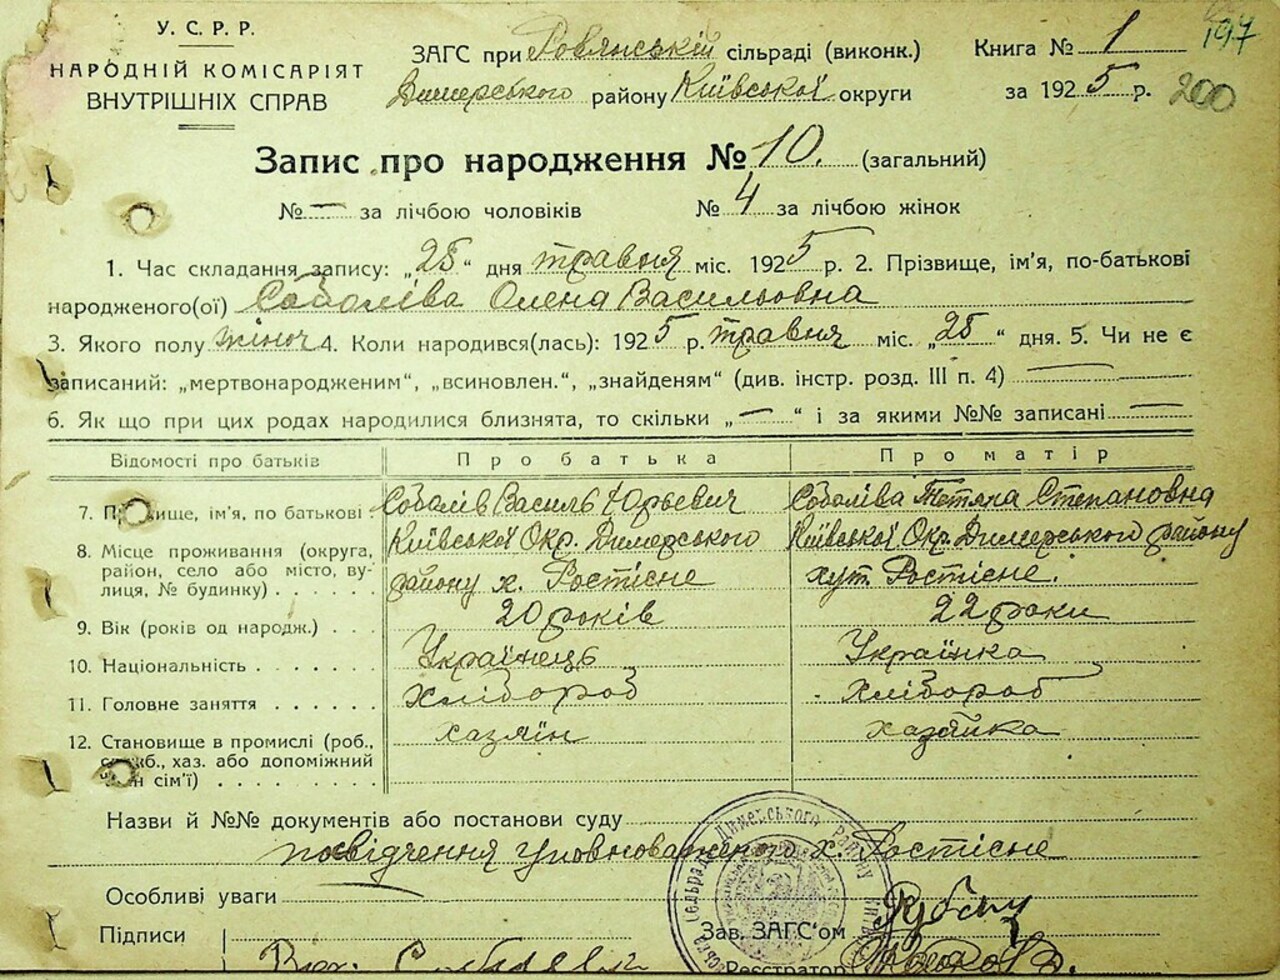 197
200
У. С. Р. Р.
НАРОДНІЙ КОМІСАРІЯТ
ВНУТРІШНІХ СПРАВ
ЗАГС при Ровянській сільраді (виконк.)
Димерського району Київської округи
Книга № 1
за 1925 р.
Запис про народження № 10. (загальний)
№ — за лічбою чоловіків № 4 за лічбою жінок
1. Час складання запису: „25“ дня травня міс. 1925 р. 2. Прізвище, ім'я, по-батькові
народженого(ої) Соболіва Олена Васильовна
3. Якого полу жіноч 4. Коли народився(лась): 1925 р. травня міс. „25“ дня. 5. Чи не є
записаний: „мертвонародженим“, „всиновлен.“, „знайденям“ (див. інстр. розд. III п. 4) —
6. Як що при цих родах народилися близнята, то скільки „—“ і за якими №№ записані —
Відомості про батьків Про батька Про матір
7. П вище, ім'я, по батькові . Соболів Василь Юрьевич Соболіва Тетяна Степановна
8. Місце проживання (округа, район, село або місто, вулиця, № будинку) . . . . . . Київської Окр. Димерського району х. Ростісне Київської Окр. Димерського району хут. Ростісне.
9. Вік (років од народж.) . . . 20 років 22 роки
10. Національність . . . . . . Українець Українка
11. Головне заняття . . . . . . Хлібороб Хлібороб
12. Становище в промислі (роб., служб., хаз. або допоміжний член сім'ї) . . . . . . . . хазяїн хазяйка
Назви й №№ документів або постанови суду
посвідчення уповноваженого х. Ростісне
Особливі уваги
Підписи
Зав. ЗАГС'ом
Реєстратор
сільрада Димерського району